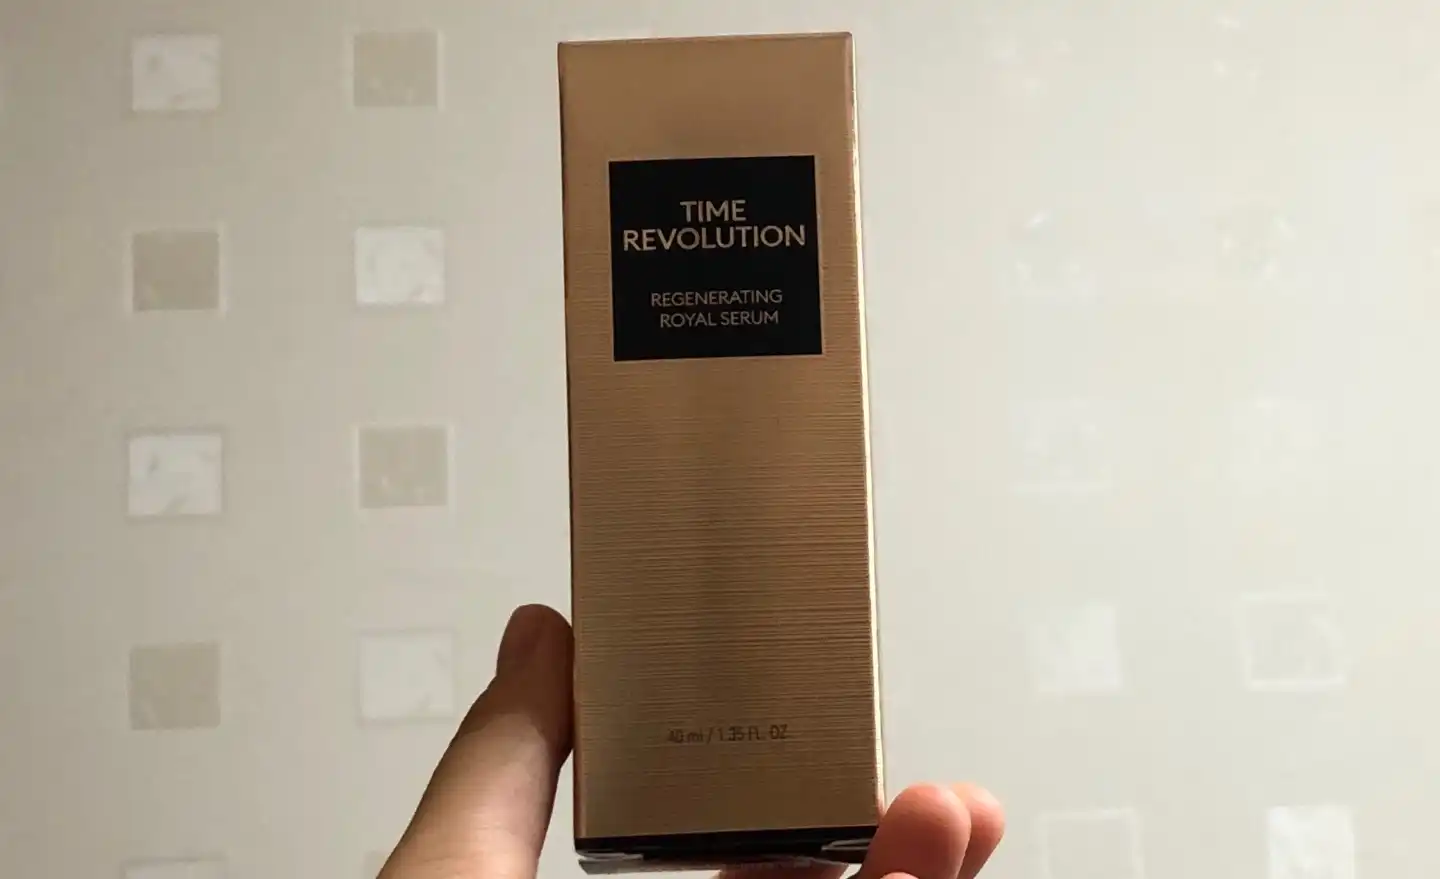 TIME
REVOLUTION
REGENERATING
ROYAL SERUM
40 ml / 1.35 FL. OZ